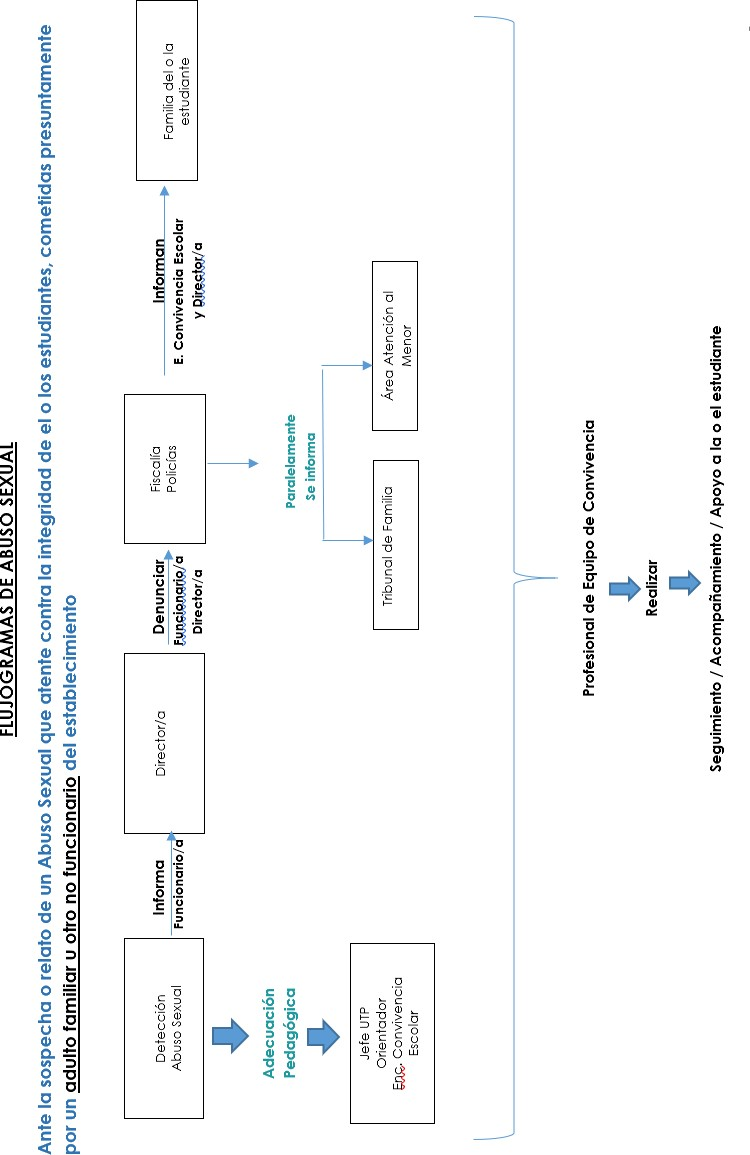 FLUJOGRAMAS DE ABUSO SEXUAL
Ante la sospecha o relato de un Abuso Sexual que atente contra la integridad de el o los estudiantes, cometidas presuntamente
por un adulto familiar u otro no funcionario del establecimiento
Detección
Abuso Sexual
Informa
Funcionario/a
Director/a
Denunciar
Funcionario/a
Director/a
Fiscalía
Policías
Informan
E. Convivencia Escolar
y Director/a
Familia del o la
estudiante
Adecuación
Pedagógica
Jefe UTP
Orientador
Enc. Convivencia
Escolar
Paralelamente
Se informa
Tribunal de Familia
Área Atención al
Menor
Profesional de Equipo de Convivencia
Realizar
Seguimiento / Acompañamiento / Apoyo a la o el estudiante